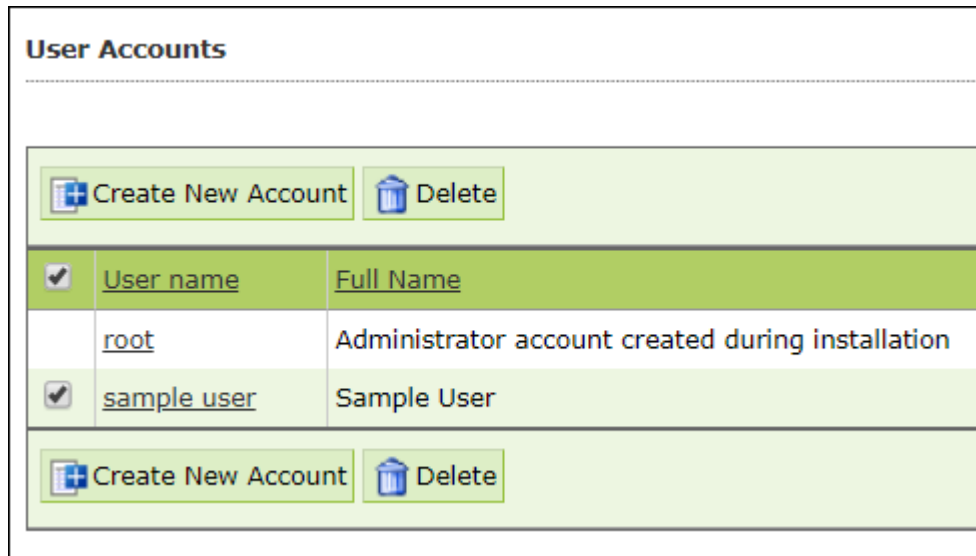 User Accounts
Create New Account Delete
User name Full Name
root Administrator account created during installation
sample user Sample User
Create New Account Delete